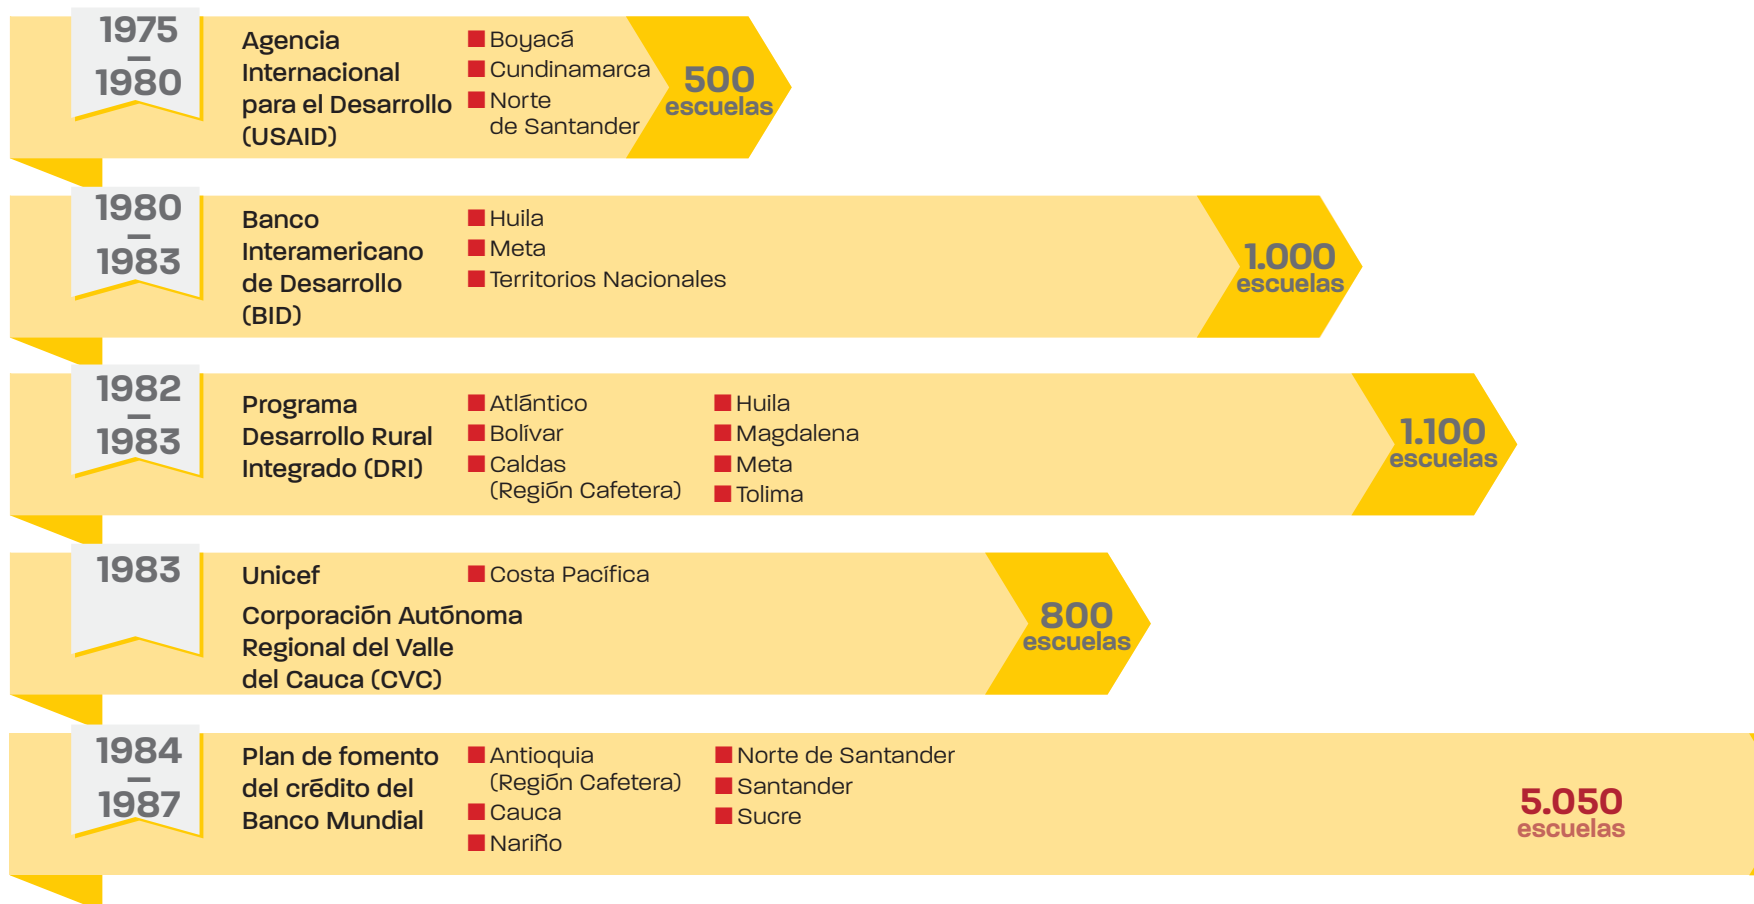 1975
–
1980
Agencia
Internacional
para el Desarrollo
(USAID)
Boyacá
Cundinamarca
Norte
de Santander
500
escuelas
1980
–
1983
Banco
Interamericano
de Desarrollo
(BID)
Huila
Meta
Territorios Nacionales
1.000
escuelas
1982
–
1983
Programa
Desarrollo Rural
Integrado (DRI)
Atlántico
Bolívar
Caldas
(Región Cafetera)
Huila
Magdalena
Meta
Tolima
1.100
escuelas
1983
Unicef
Corporación Autónoma
Regional del Valle
del Cauca (CVC)
Costa Pacífica
800
escuelas
1984
–
1987
Plan de fomento
del crédito del
Banco Mundial
Antioquia
(Región Cafetera)
Cauca
Nariño
Norte de Santander
Santander
Sucre
5.050
escuelas